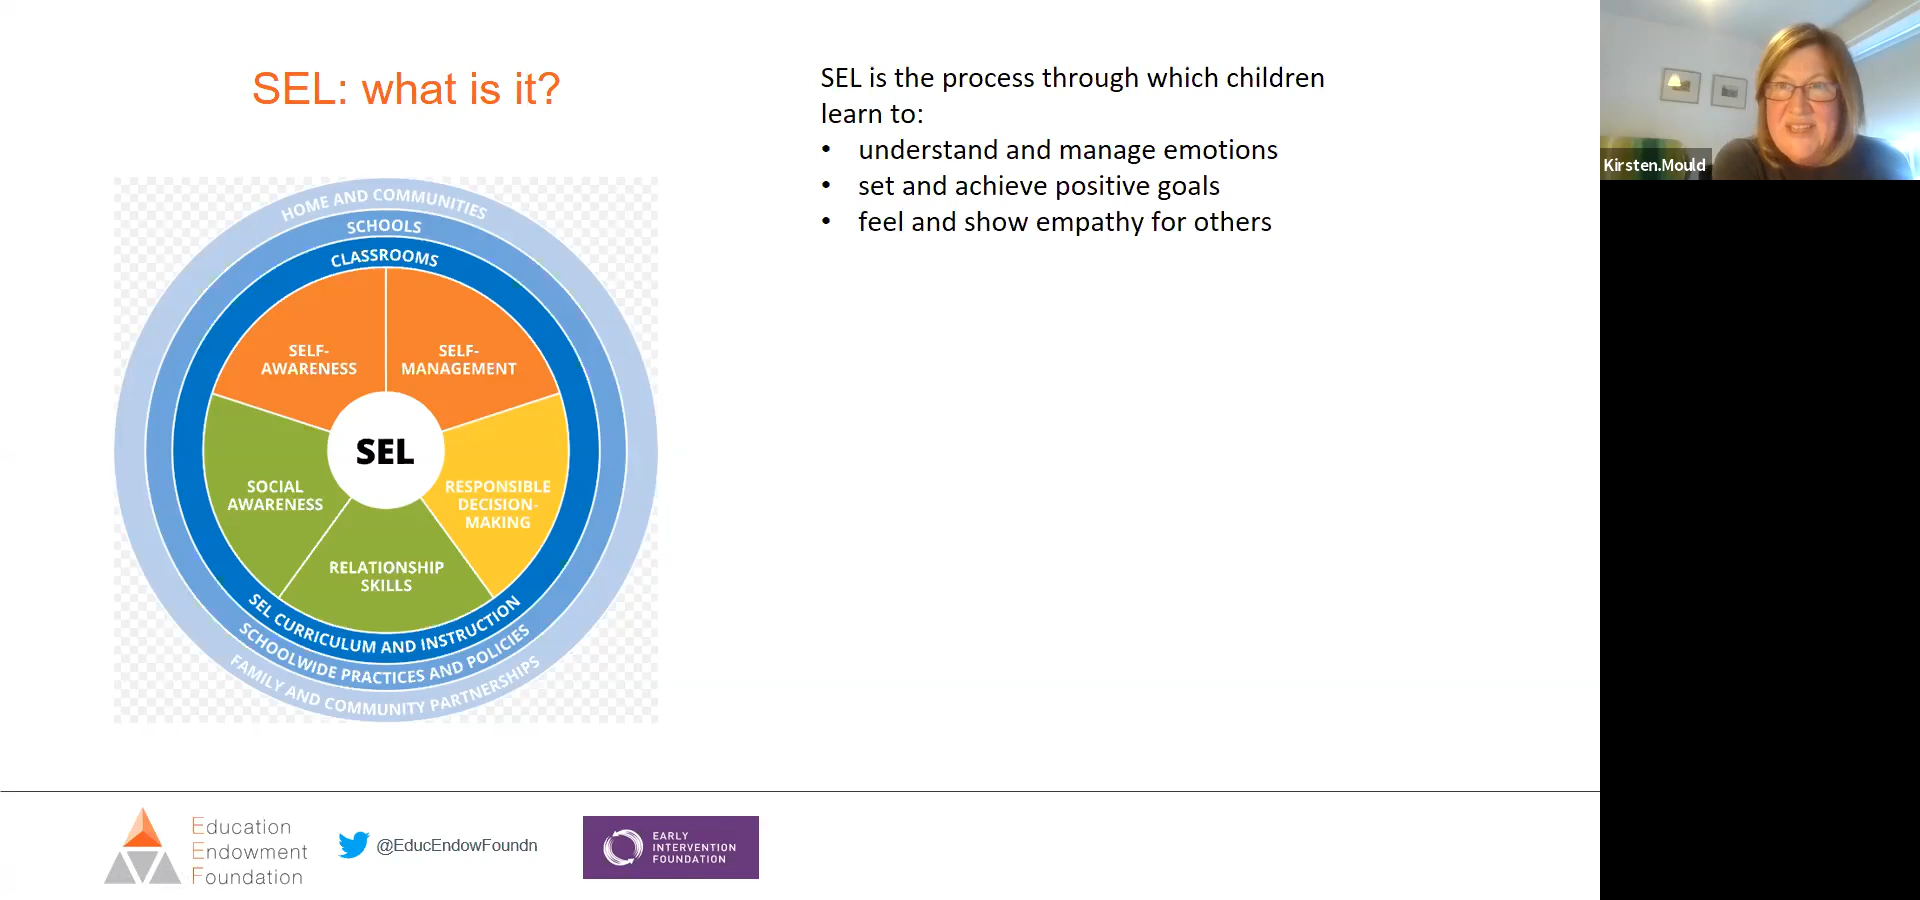 SEL: what is it?
SEL is the process through which children
learn to:
• understand and manage emotions
• set and achieve positive goals
• feel and show empathy for others
HOME AND COMMUNITIES
SCHOOLS
CLASSROOMS
SELF-
AWARENESS
SELF-
MANAGEMENT
SEL
SOCIAL
AWARENESS
RESPONSIBLE
DECISION-
MAKING
RELATIONSHIP
SKILLS
SEL CURRICULUM AND INSTRUCTION
SCHOOLWIDE PRACTICES AND POLICIES
FAMILY AND COMMUNITY PARTNERSHIPS
Education
Endowment
Foundation
@EducEndowFoundn
EARLY
INTERVENTION
FOUNDATION
Kirsten.Mould